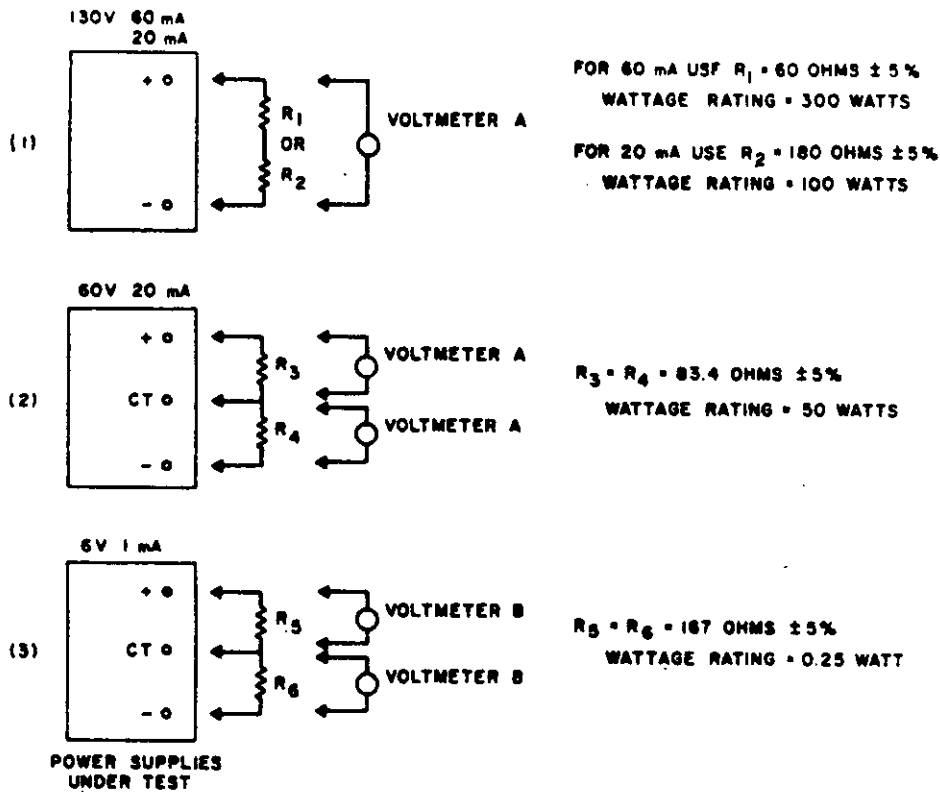 130V 60 mA
20 mA
(1)
+
-
R1
OR
R2
VOLTMETER A
FOR 60 mA USF R1 = 60 OHMS ± 5%
WATTAGE RATING = 300 WATTS
FOR 20 mA USE R2 = 180 OHMS ±5%
WATTAGE RATING = 100 WATTS
60V 20 mA
(2)
+
CT
-
R3
R4
VOLTMETER A
VOLTMETER A
R3 = R4 = 83.4 OHMS ±5%
WATTAGE RATING = 50 WATTS
6V 1 mA
(3)
+
CT
-
R5
R6
VOLTMETER B
VOLTMETER B
R5 = R6 = 167 OHMS ±5%
WATTAGE RATING = 0.25 WATT
POWER SUPPLIES
UNDER TEST